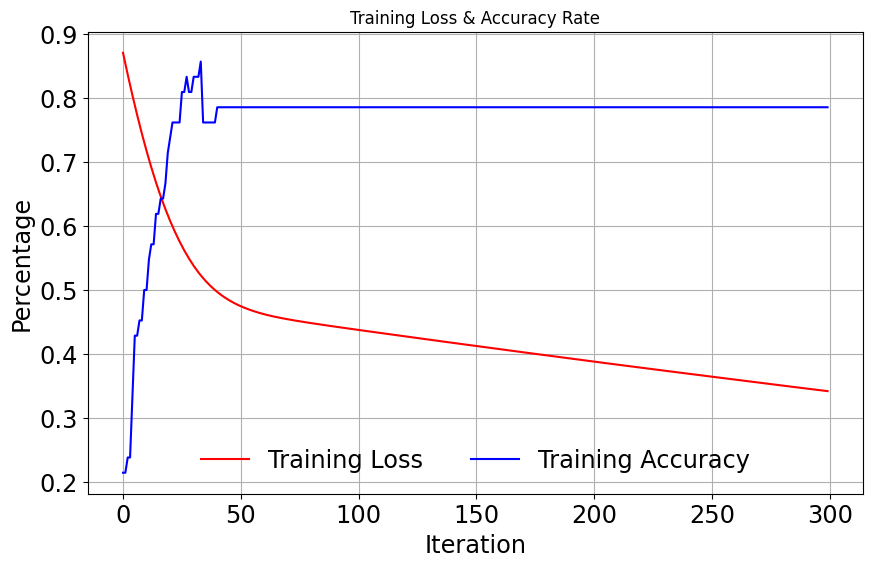 Training Loss & Accuracy Rate
0.9
0.8
0.7
0.6
0.5
0.4
0.3
0.2
Percentage
Training Loss Training Accuracy
0 50 100 150 200 250 300
Iteration